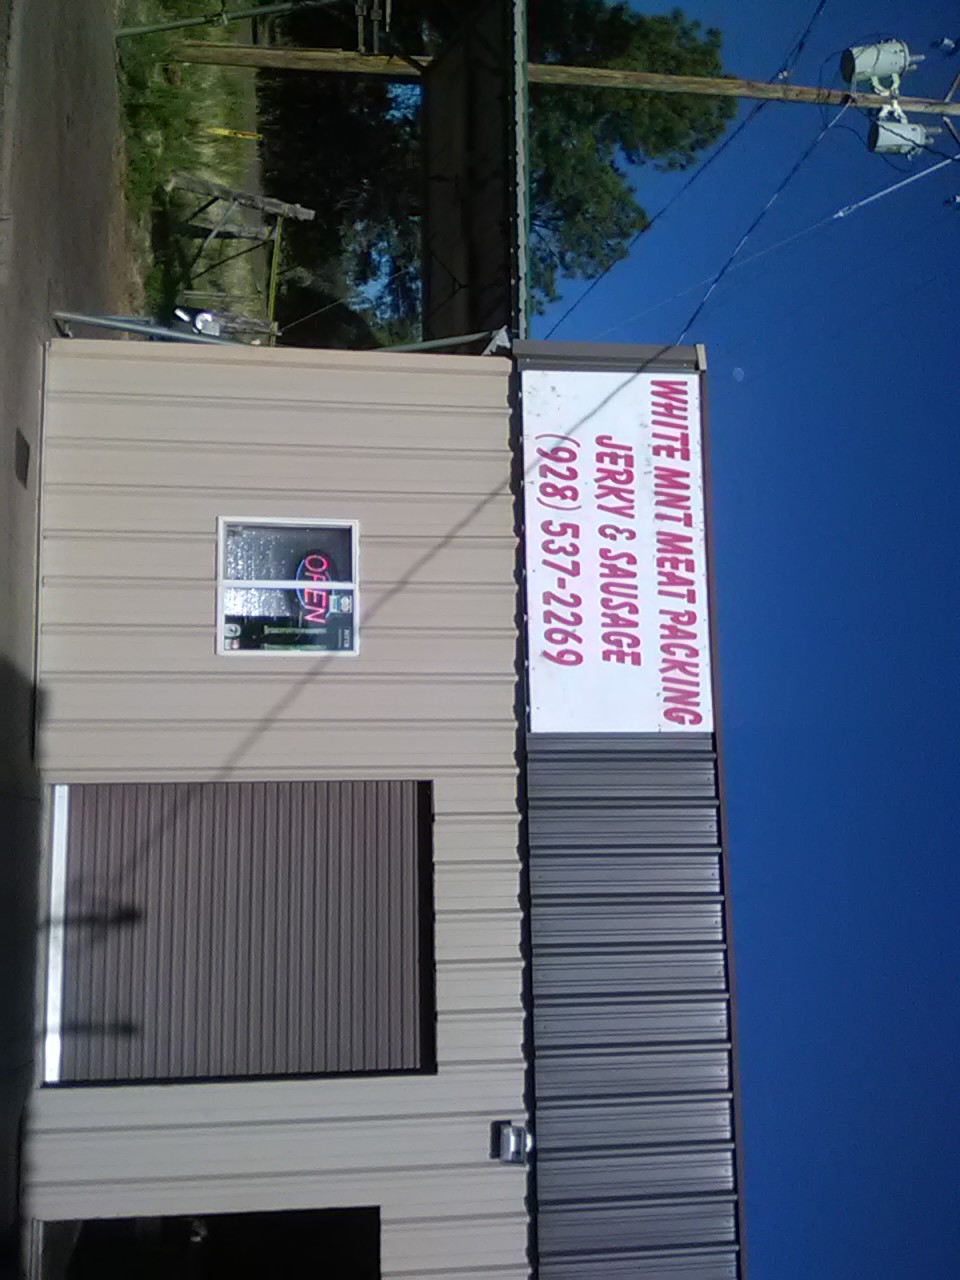 WHITE MNT MEAT PACKING
JERKY & SAUSAGE
(928) 537-2269
OPEN